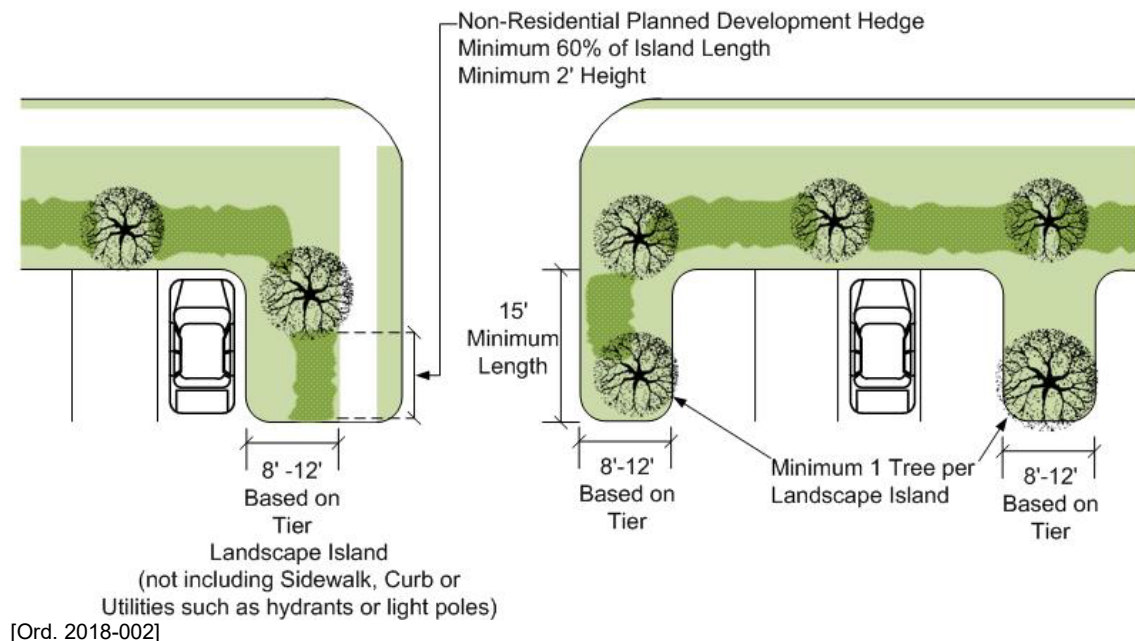 Non-Residential Planned Development Hedge
Minimum 60% of Island Length
Minimum 2' Height
15'
Minimum
Length
8' -12'
Based on
Tier
Landscape Island
(not including Sidewalk, Curb or
Utilities such as hydrants or light poles)
8'-12'
Based on
Tier
Minimum 1 Tree per
Landscape Island
8'-12'
Based on
Tier
[Ord. 2018-002]